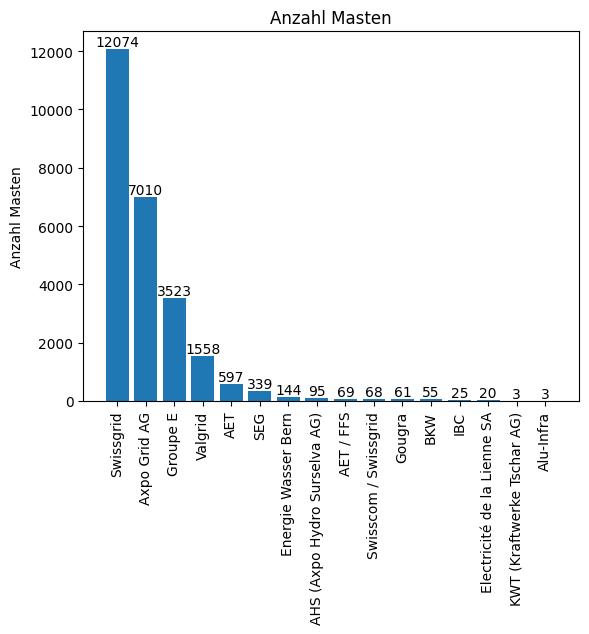 Anzahl Masten
Anzahl Masten
12000
10000
8000
6000
4000
2000
0
12074
7010
3523
1558
597
339
144
95
69
68
61
55
25
20
3
3
Swissgrid
Axpo Grid AG
Groupe E
Valgrid
AET
SEG
Energie Wasser Bern
AHS (Axpo Hydro Surselva AG)
AET / FFS
Swisscom / Swissgrid
Gougra
BKW
IBC
Electricité de la Lienne SA
KWT (Kraftwerke Tschar AG)
Alu-Infra